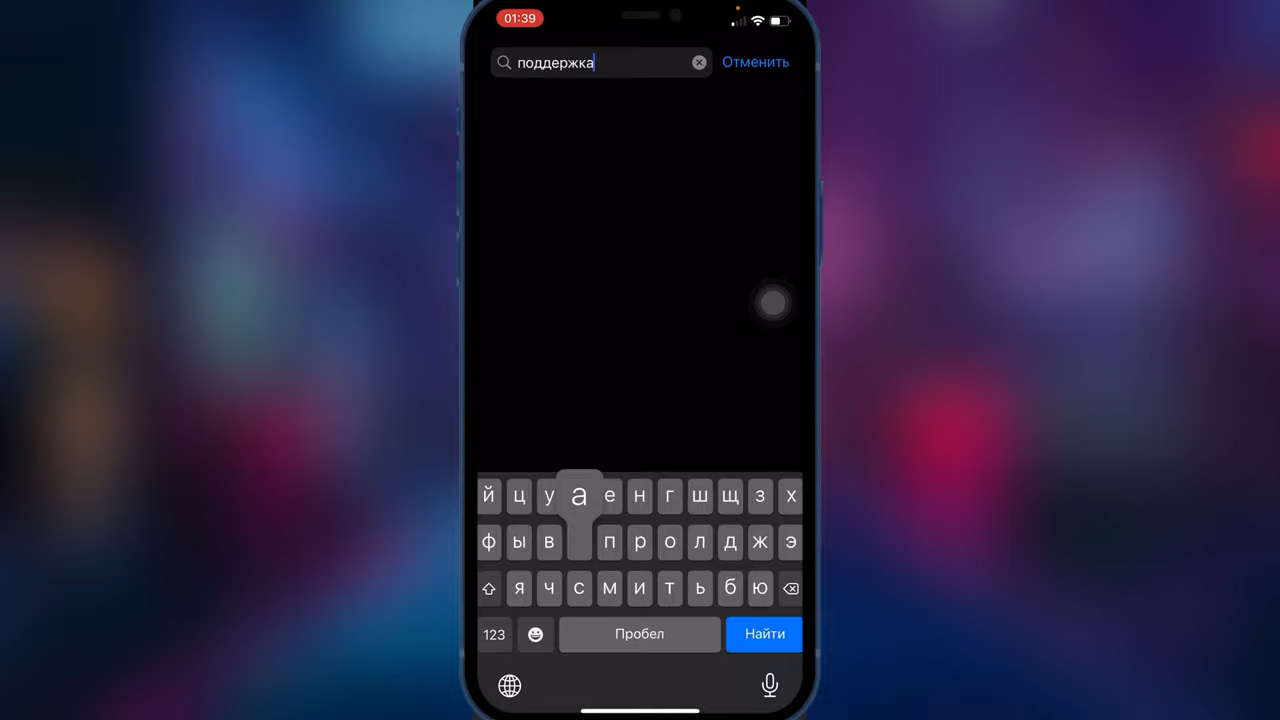 01:39
поддержка Отменить
й ц у а е н г ш щ з х
ф ы в п р о л д ж э
я ч с м и т ь б ю
123 Пробел Найти